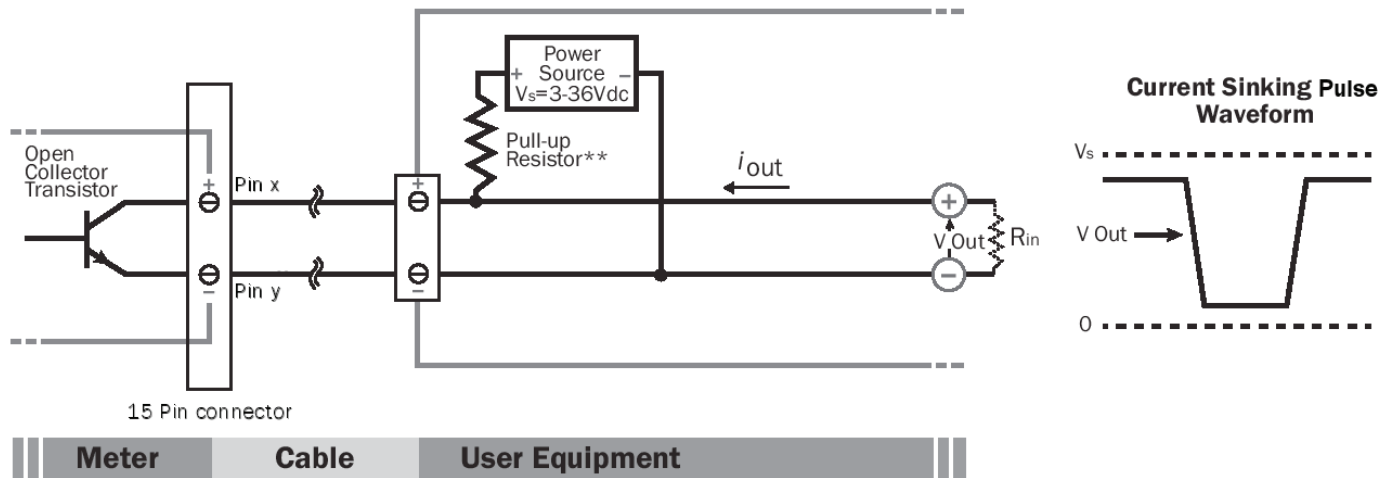 Power
+ Source −
Vs=3-36Vdc
Current Sinking Pulse
Waveform
Open
Collector
Transistor
Pull-up
Resistor**
Vs
iout
+
Pin x
+
+
V Out
Rin
V Out
−
Pin y
−
−
0
15 Pin connector
Meter
Cable
User Equipment